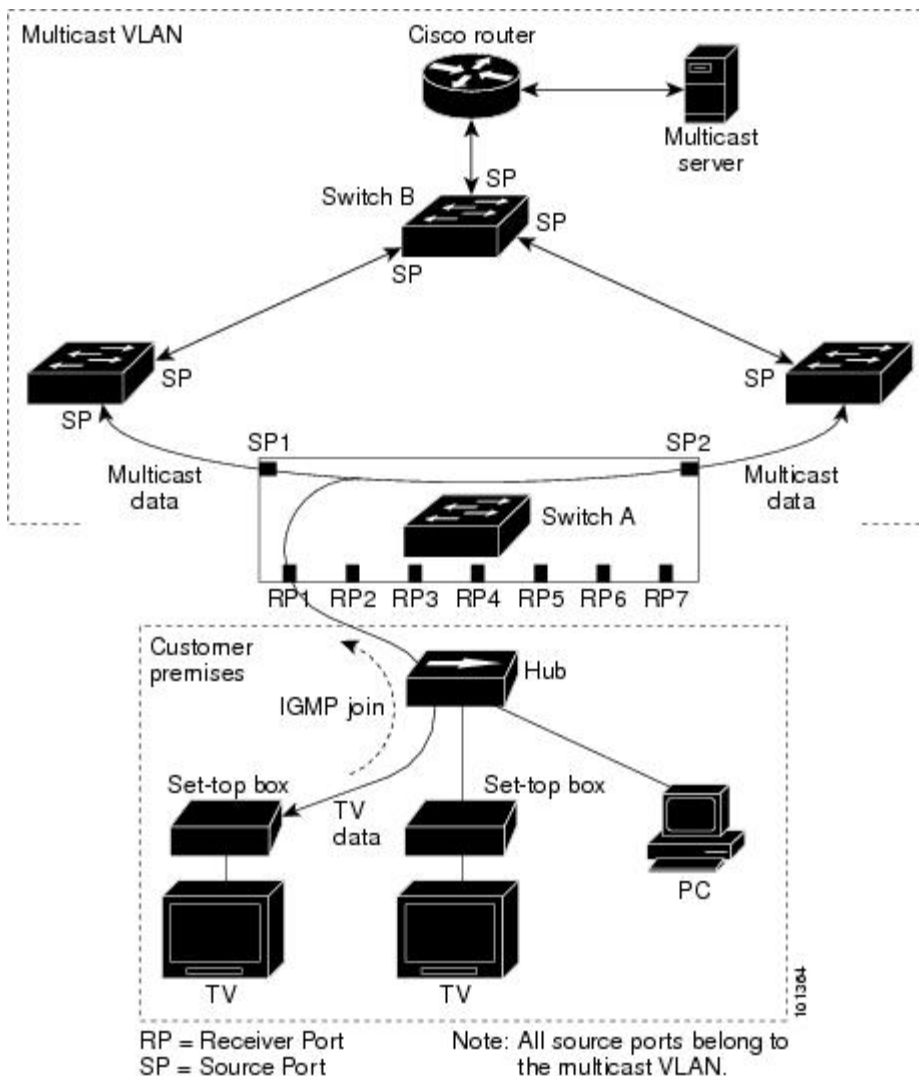 Multicast VLAN
Cisco router
Multicast
server
SP
Switch B
SP
SP
SP
SP
SP
SP1
SP2
Multicast
data
Multicast
data
Switch A
RP1 RP2 RP3 RP4 RP5 RP6 RP7
Customer
premises
Hub
IGMP join
Set-top box
Set-top box
TV
data
PC
TV
TV
101364
RP = Receiver Port
SP = Source Port
Note: All source ports belong to
the multicast VLAN.